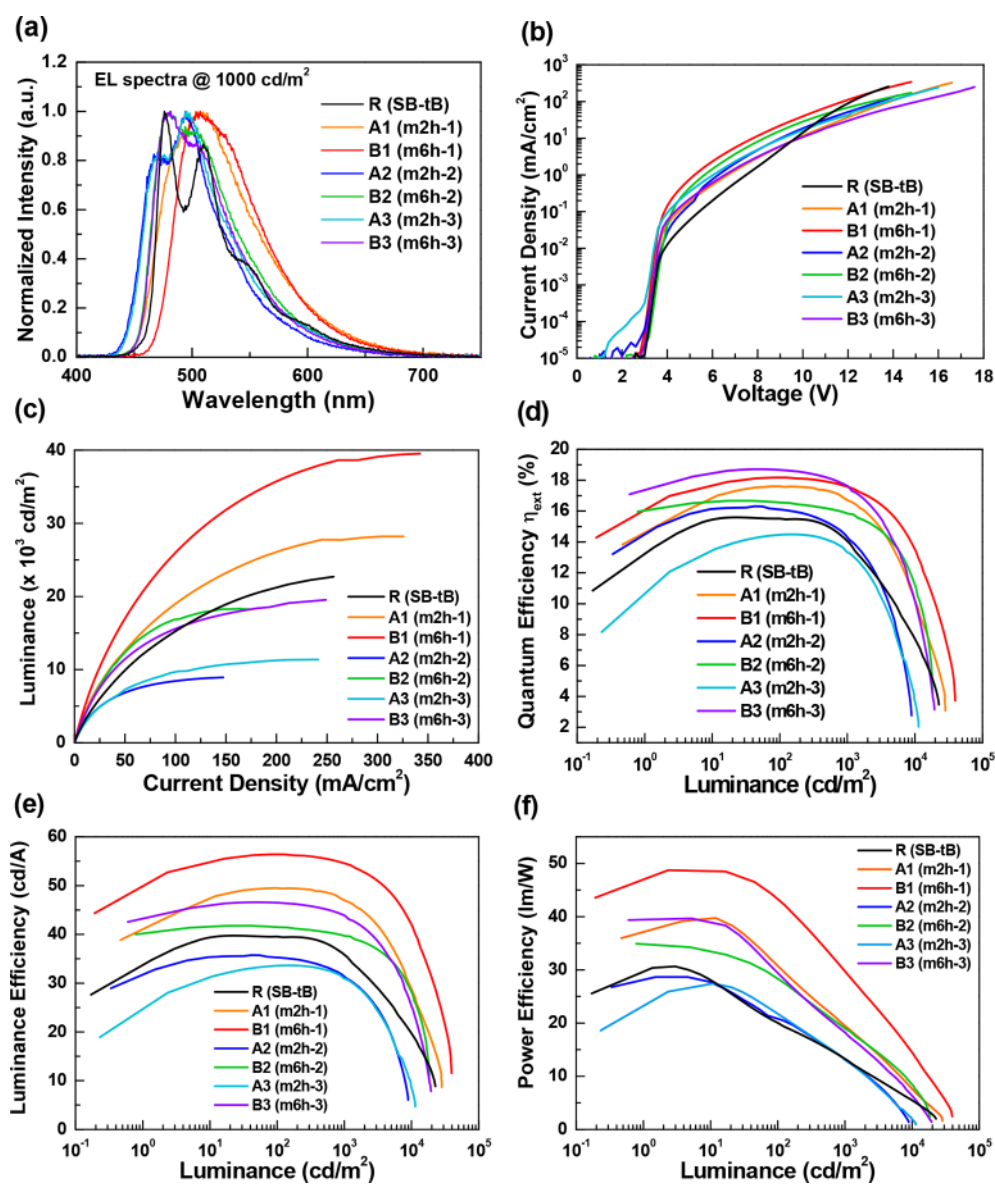 (a)
EL spectra @ 1000 cd/m²
R (SB-tB)
A1 (m2h-1)
B1 (m6h-1)
A2 (m2h-2)
B2 (m6h-2)
A3 (m2h-3)
B3 (m6h-3)
Normalized Intensity (a.u.)
1.2
1.0
0.8
0.6
0.4
0.2
0.0
400 500 600 700
Wavelength (nm)
(b)
Current Density (mA/cm²)
10³
10²
10¹
10⁰
10⁻¹
10⁻²
10⁻³
10⁻⁴
10⁻⁵
R (SB-tB)
A1 (m2h-1)
B1 (m6h-1)
A2 (m2h-2)
B2 (m6h-2)
A3 (m2h-3)
B3 (m6h-3)
0 2 4 6 8 10 12 14 16 18
Voltage (V)
(c)
Luminance (x 10³ cd/m²)
40
30
20
10
0
R (SB-tB)
A1 (m2h-1)
B1 (m6h-1)
A2 (m2h-2)
B2 (m6h-2)
A3 (m2h-3)
B3 (m6h-3)
0 50 100 150 200 250 300 350 400
Current Density (mA/cm²)
(d)
Quantum Efficiency ηext (%)
20
18
16
14
12
10
8
6
4
2
R (SB-tB)
A1 (m2h-1)
B1 (m6h-1)
A2 (m2h-2)
B2 (m6h-2)
A3 (m2h-3)
B3 (m6h-3)
10⁻¹ 10⁰ 10¹ 10² 10³ 10⁴ 10⁵
Luminance (cd/m²)
(e)
Luminance Efficiency (cd/A)
60
50
40
30
20
10
0
R (SB-tB)
A1 (m2h-1)
B1 (m6h-1)
A2 (m2h-2)
B2 (m6h-2)
A3 (m2h-3)
B3 (m6h-3)
10⁻¹ 10⁰ 10¹ 10² 10³ 10⁴ 10⁵
Luminance (cd/m²)
(f)
Power Efficiency (lm/W)
50
40
30
20
10
0
R (SB-tB)
A1 (m2h-1)
B1 (m6h-1)
A2 (m2h-2)
B2 (m6h-2)
A3 (m2h-3)
B3 (m6h-3)
10⁻¹ 10⁰ 10¹ 10² 10³ 10⁴ 10⁵
Luminance (cd/m²)